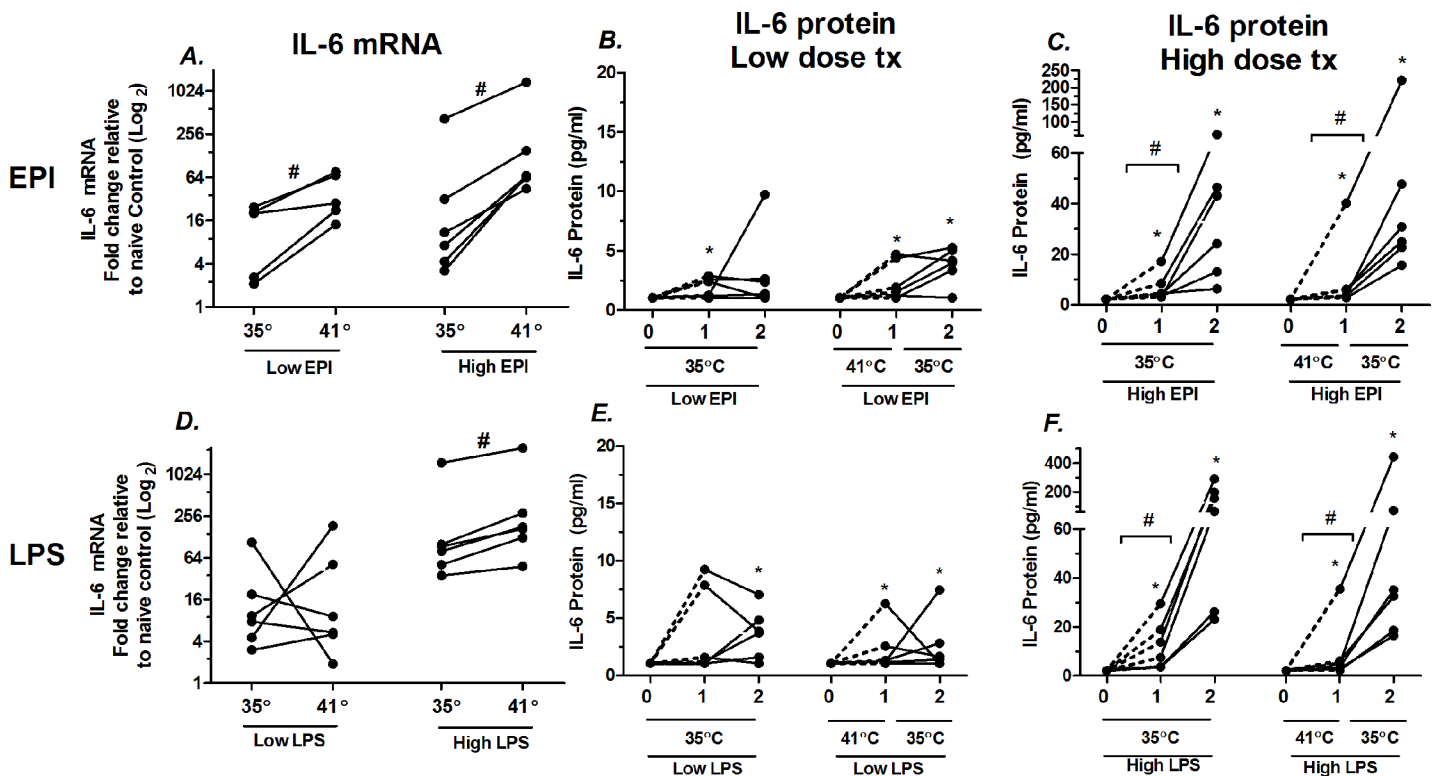 IL-6 mRNA
IL-6 protein
Low dose tx
IL-6 protein
High dose tx
EPI
A.
IL-6 mRNA
Fold change relative
to naive Control (Log 2)
1024
256
64
16
4
1
#
#
35° 41° 35° 41°
Low EPI High EPI
B.
IL-6 Protein (pg/ml)
20
15
10
5
0
* * *
0 1 2 0 1 2
35°C 41°C 35°C
Low EPI Low EPI
C.
IL-6 Protein (pg/ml)
250
200
150
100
60
40
20
0
# #
* * * *
0 1 2 0 1 2
35°C 41°C 35°C
High EPI High EPI
LPS
D.
IL-6 mRNA
Fold change relative
to naive control (Log 2)
1024
256
64
16
4
1
#
35° 41° 35° 41°
Low LPS High LPS
E.
IL-6 Protein (pg/ml)
20
15
10
5
0
* * *
0 1 2 0 1 2
35°C 41°C 35°C
Low LPS Low LPS
F.
IL-6 Protein (pg/ml)
400
200
60
40
20
0
# #
* * * *
0 1 2 0 1 2
35°C 41°C 35°C
High LPS High LPS